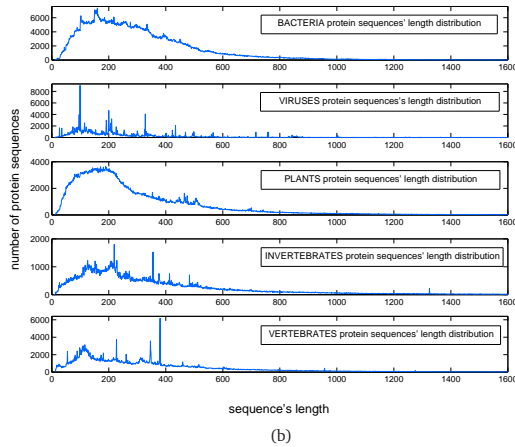 6000
4000
2000
0
0 200 400 600 800 1000 1200 1400 1600
BACTERIA protein sequences' length distribution
8000
6000
4000
2000
0
0 200 400 600 800 1000 1200 1400 1600
VIRUSES protein sequences's length distribution
4000
2000
0
0 200 400 600 800 1000 1200 1400 1600
PLANTS protein sequences' length distribution
2000
1000
0
0 200 400 600 800 1000 1200 1400 1600
INVERTEBRATES protein sequences' length distribution
6000
4000
2000
0
0 200 400 600 800 1000 1200 1400 1600
VERTEBRATES protein sequences' length distribution
number of protein sequences
sequence's length
(b)